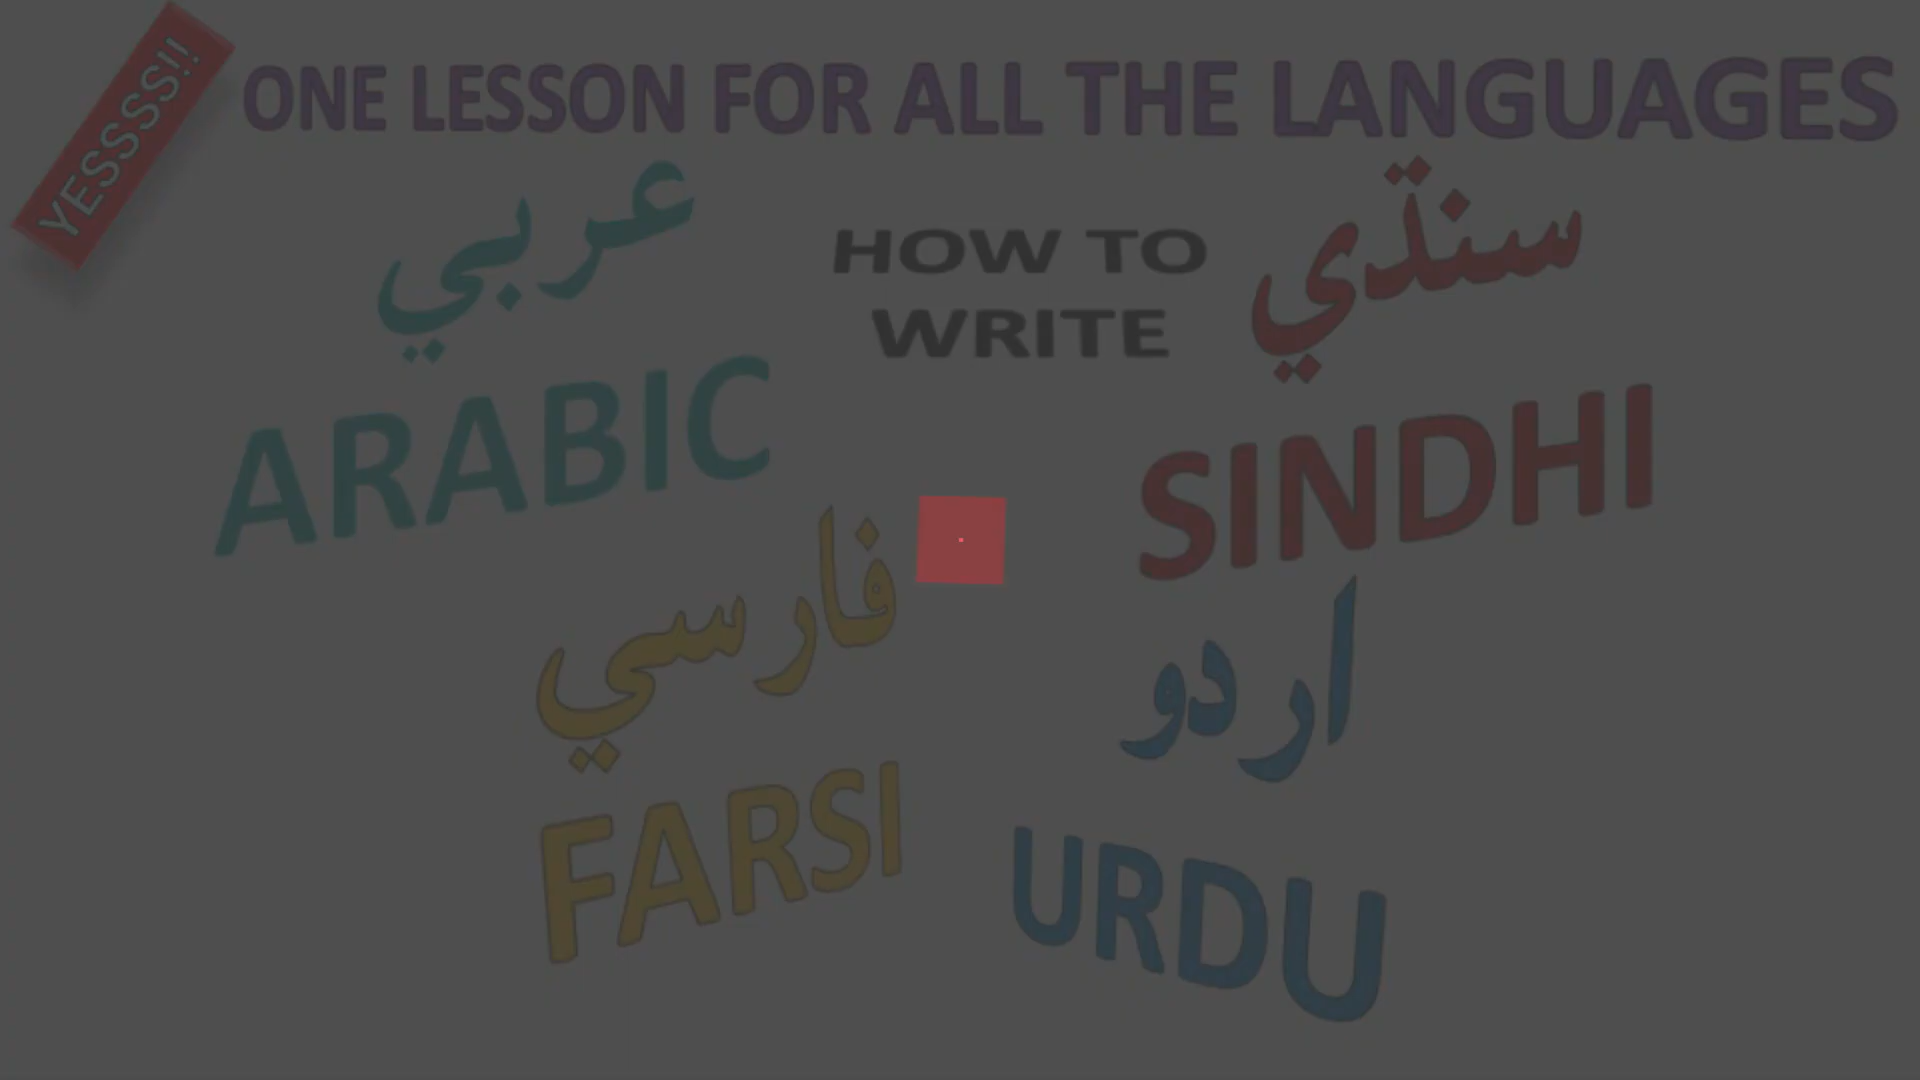 YESSSS!!
ONE LESSON FOR ALL THE LANGUAGES
عربي
HOW TO
WRITE
سنڌي
ARABIC
SINDHI
فارسي
اردو
FARSI
URDU